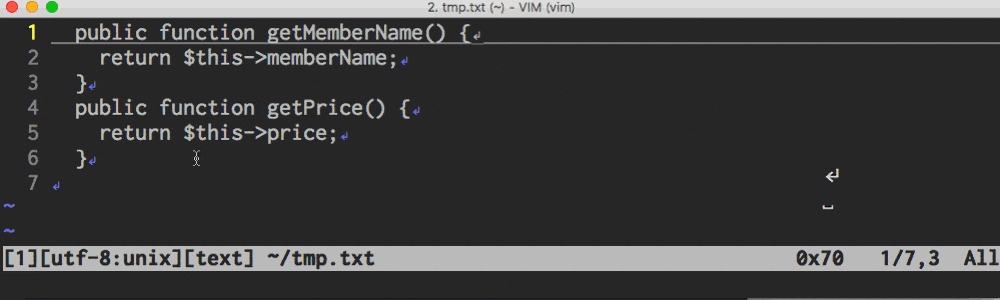 2. tmp.txt (~) - VIM (vim)
1 public function getMemberName() {↲
2 return $this->memberName;↲
3 }↲
4 public function getPrice() {↲
5 return $this->price;↲
6 }↲
7 ↲
~
~
[1][utf-8:unix][text] ~/tmp.txt 0x70 1/7,3 All